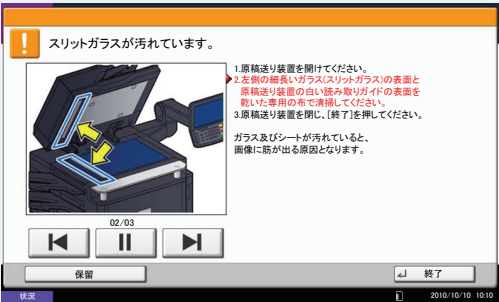 スリットガラスが汚れています。
1.原稿送り装置を開けてください。
2.左側の細長いガラス(スリットガラス)の表面と
原稿送り装置の白い読み取りガイドの表面を
乾いた専用の布で清掃してください。
3.原稿送り装置を閉じ、[終了]を押してください。
ガラス及びシートが汚れていると、
画像に筋が出る原因となります。
02/03
保留
終了
状況
2010/10/10 10:10